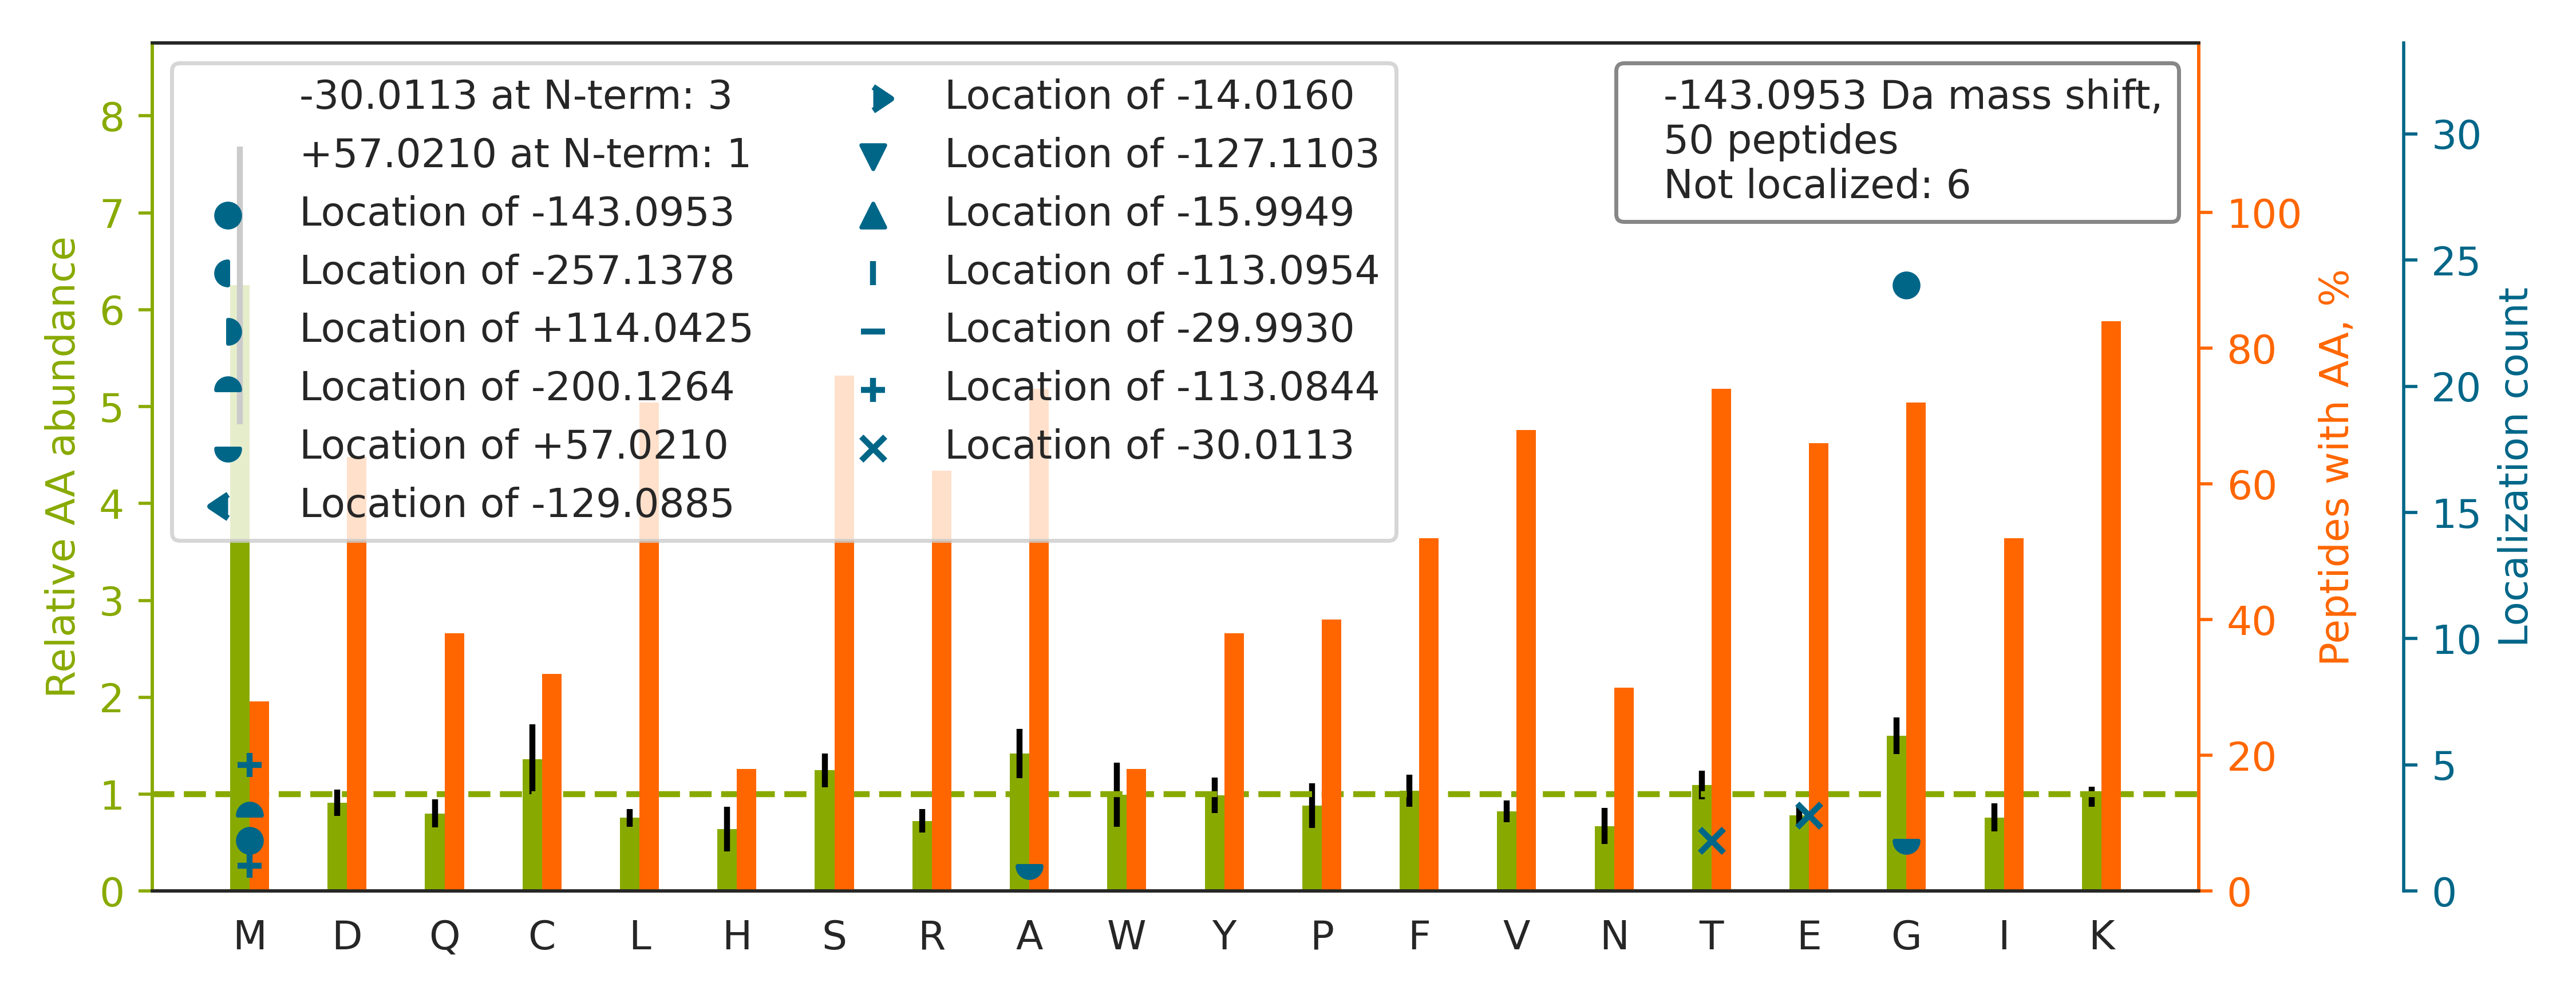 -30.0113 at N-term: 3
+57.0210 at N-term: 1
Location of -143.0953
Location of -257.1378
Location of +114.0425
Location of -200.1264
Location of +57.0210
Location of -129.0885
Location of -14.0160
Location of -127.1103
Location of -15.9949
Location of -113.0954
Location of -29.9930
Location of -113.0844
Location of -30.0113
-143.0953 Da mass shift,
50 peptides
Not localized: 6
Relative AA abundance
8
7
6
5
4
3
2
1
0
M D Q C L H S R A W Y P F V N T E G I K
100
80
60
40
20
0
Peptides with AA, %
30
25
20
15
10
5
0
Localization count